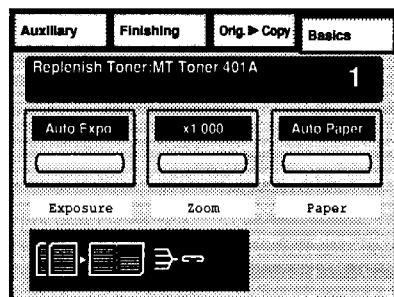 Auxiliary Finishing Orig.▶Copy Basics
Replenish Toner:MT Toner 401A 1
Auto Expo x1.000 Auto Paper
Exposure Zoom Paper